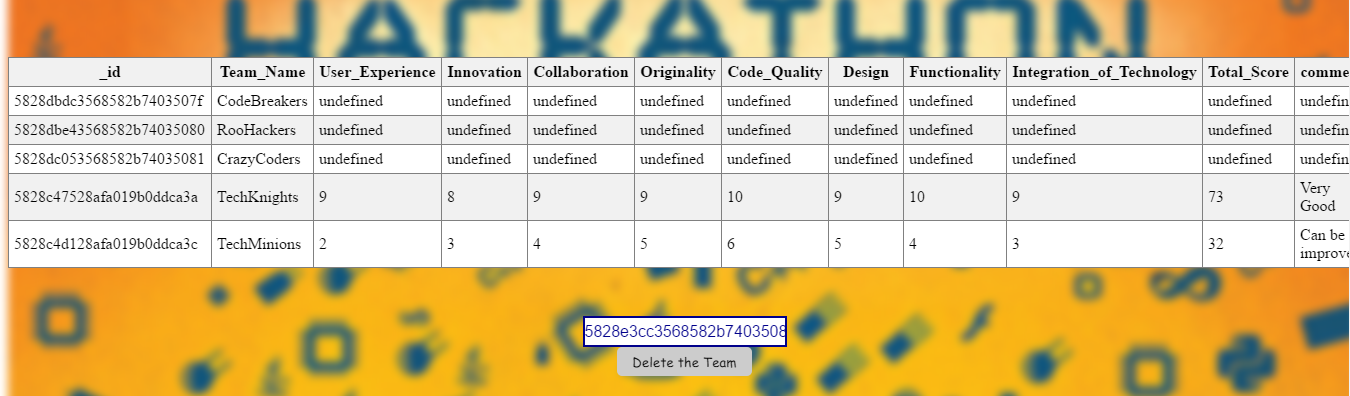 HACKATHON
_id Team_Name User_Experience Innovation Collaboration Originality Code_Quality Design Functionality Integration_of_Technology Total_Score comme
5828dbdc3568582b7403507f CodeBreakers undefined undefined undefined undefined undefined undefined undefined undefined undefined undefin
5828dbe43568582b74035080 RooHackers undefined undefined undefined undefined undefined undefined undefined undefined undefined undefin
5828dc053568582b74035081 CrazyCoders undefined undefined undefined undefined undefined undefined undefined undefined undefined undefin
5828c47528afa019b0ddca3a TechKnights 9 8 9 9 10 9 10 9 73 Very
Good
5828c4d128afa019b0ddca3c TechMinions 2 3 4 5 6 5 4 3 32 Can be
improve
5828e3cc3568582b7403508
Delete the Team